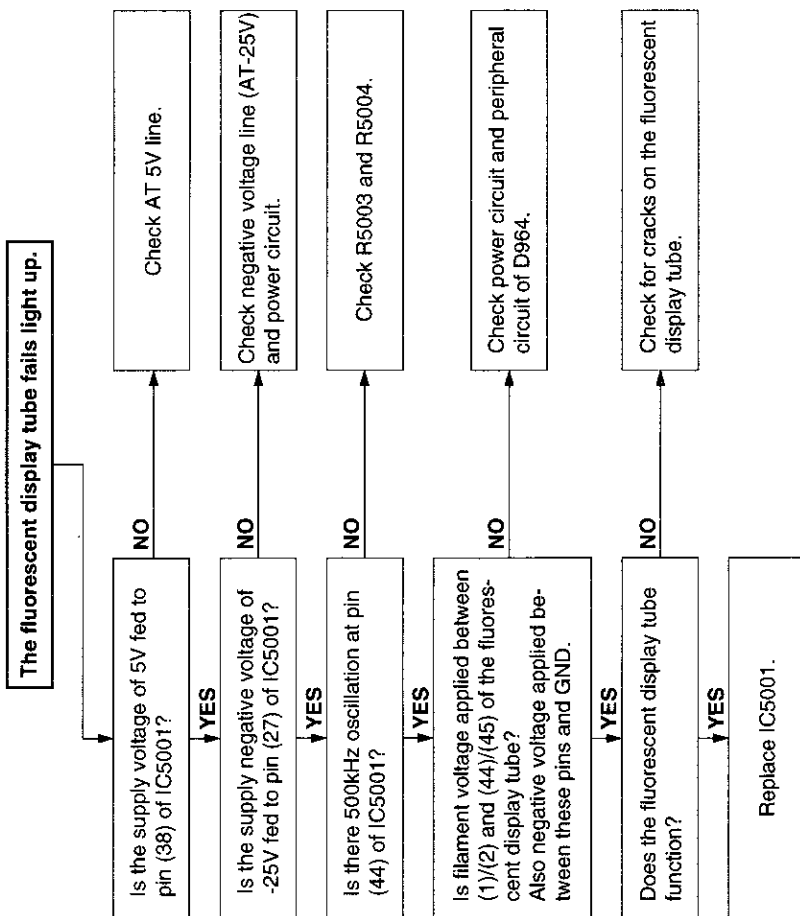 The fluorescent display tube fails light up.
Is the supply voltage of 5V fed to
pin (38) of IC5001?
NO
Check AT 5V line.
YES
Is the supply negative voltage of
-25V fed to pin (27) of IC5001?
NO
Check negative voltage line (AT-25V)
and power circuit.
YES
Is there 500kHz oscillation at pin
(44) of IC5001?
NO
Check R5003 and R5004.
YES
Is filament voltage applied between
(1)/(2) and (44)/(45) of the fluores-
cent display tube?
Also negative voltage applied be-
tween these pins and GND.
NO
Check power circuit and peripheral
circuit of D964.
YES
Does the fluorescent display tube
function?
NO
Check for cracks on the fluorescent
display tube.
YES
Replace IC5001.